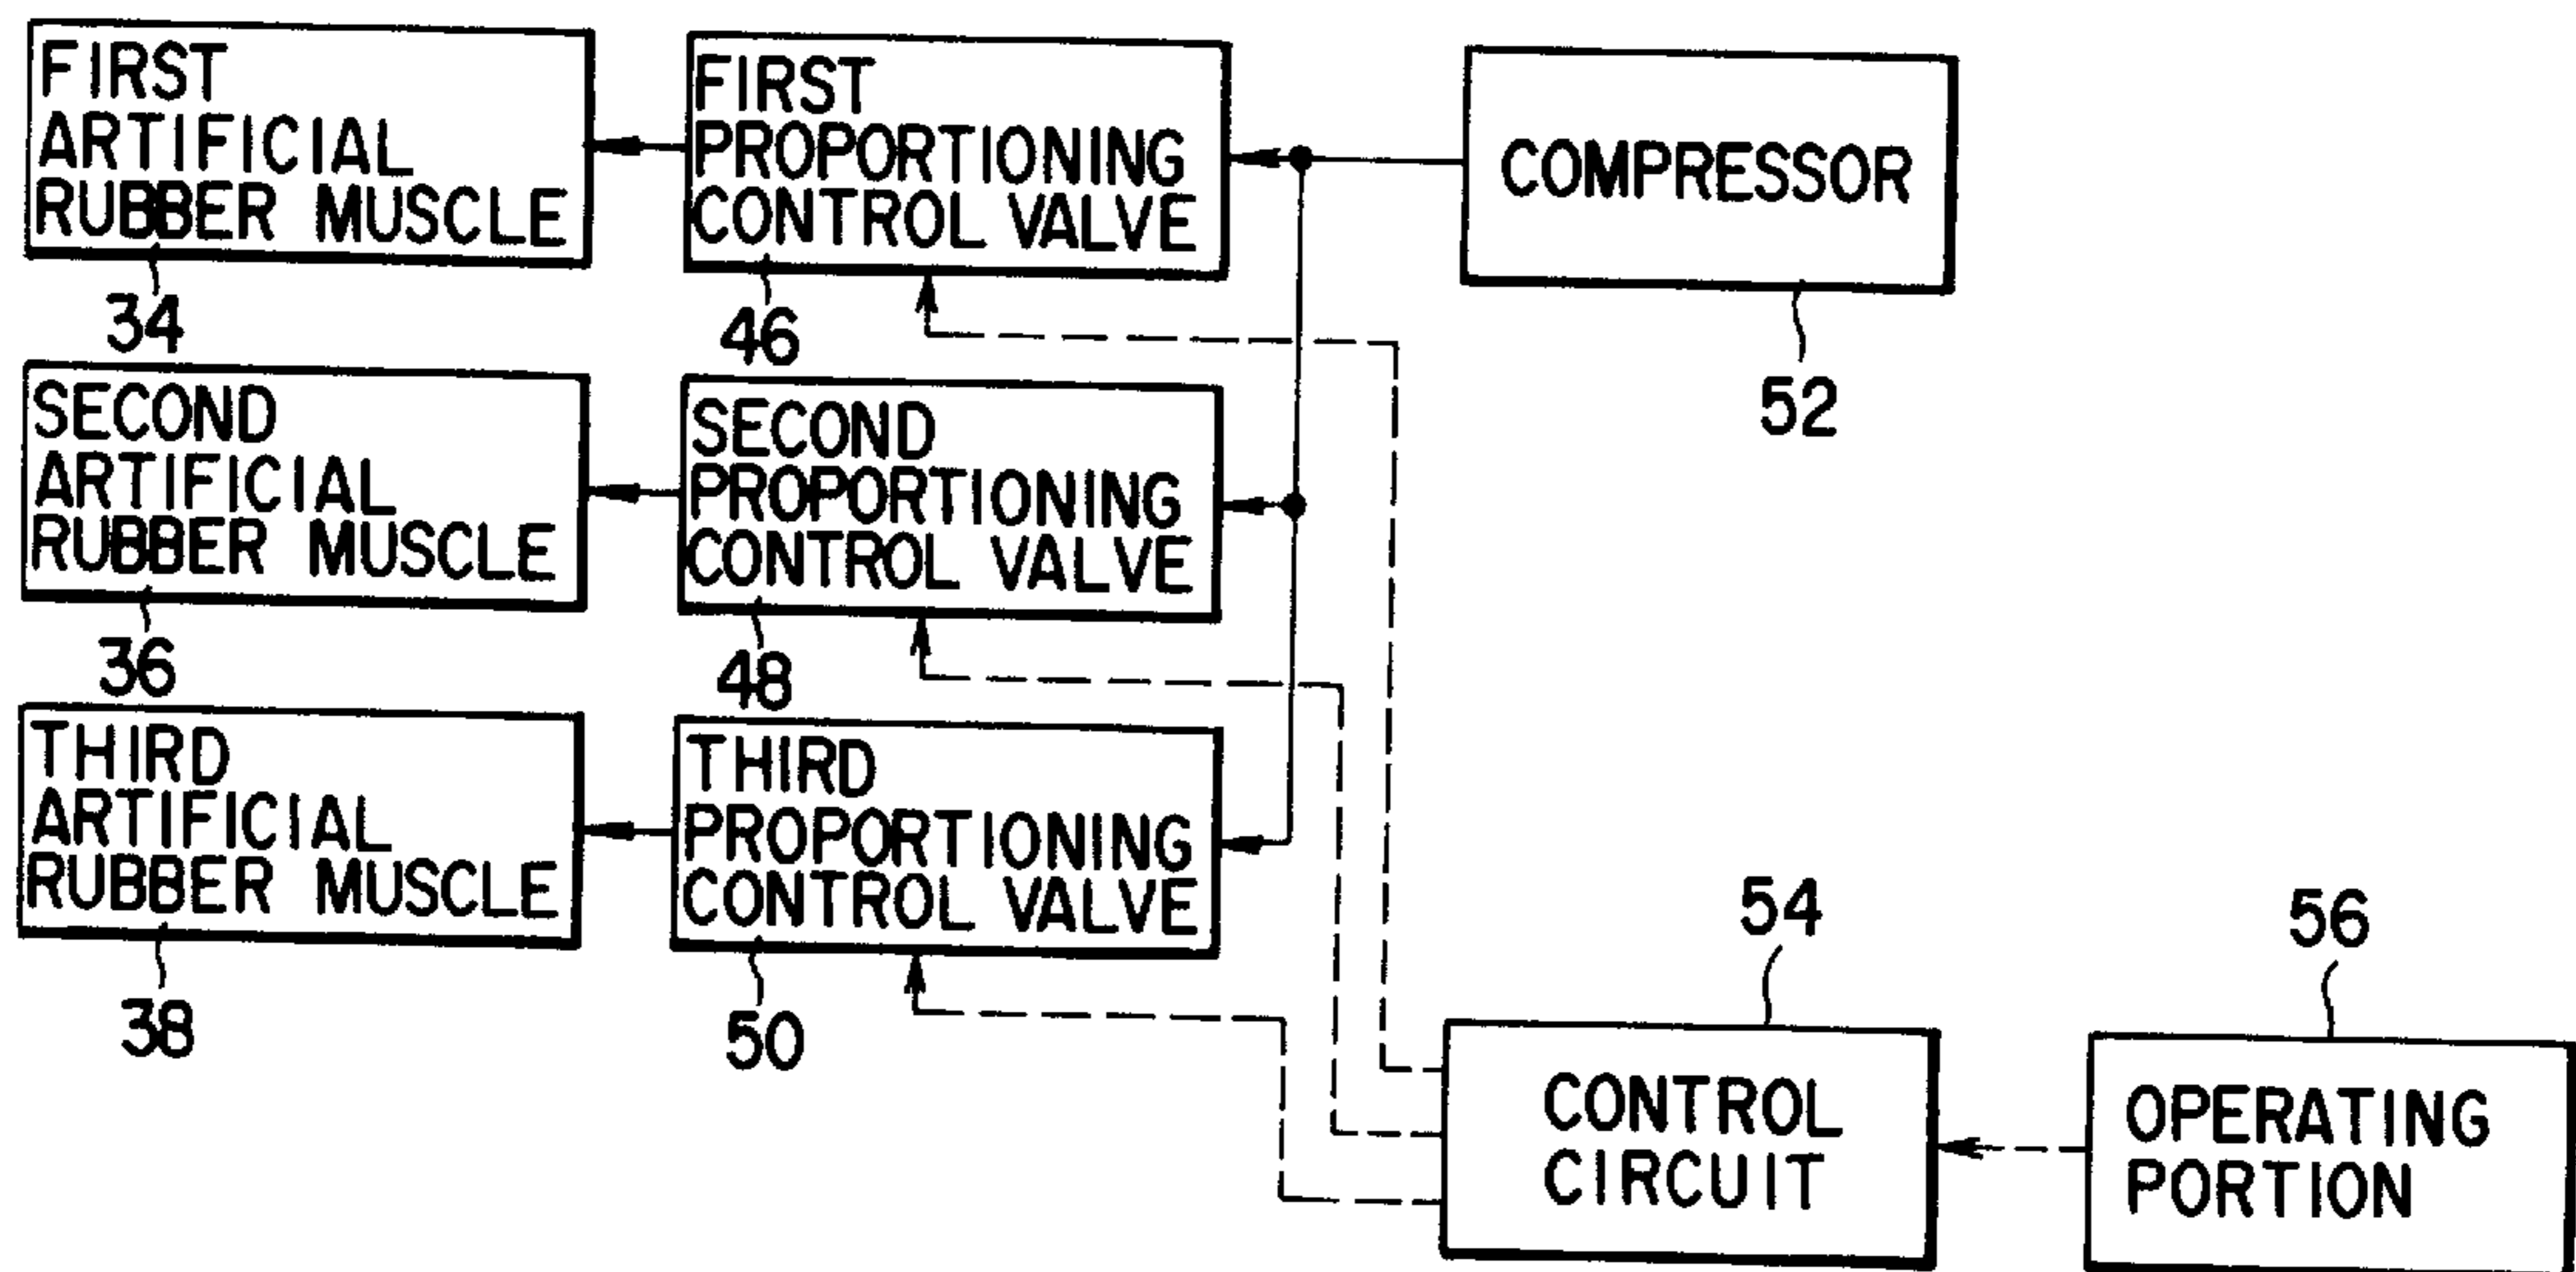 FIRST
ARTIFICIAL
RUBBER MUSCLE
34
FIRST
PROPORTIONING
CONTROL VALVE
46
COMPRESSOR
52
SECOND
ARTIFICIAL
RUBBER MUSCLE
36
SECOND
PROPORTIONING
CONTROL VALVE
48
THIRD
ARTIFICIAL
RUBBER MUSCLE
38
THIRD
PROPORTIONING
CONTROL VALVE
50
54
CONTROL
CIRCUIT
56
OPERATING
PORTION